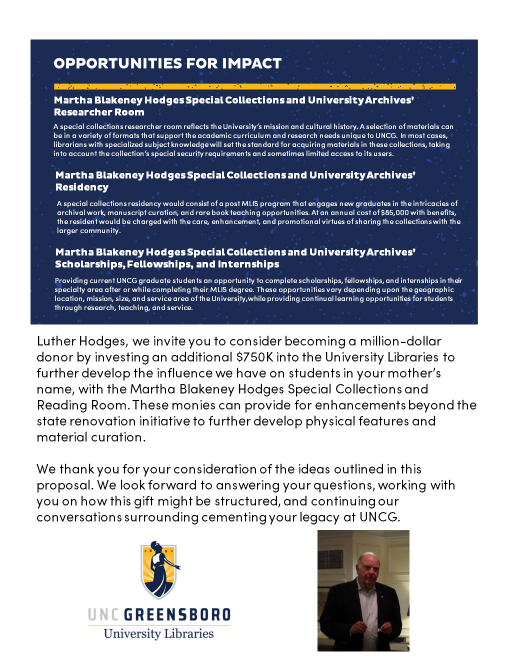 OPPORTUNITIES FOR IMPACT
Martha Blakeney Hodges Special Collections and University Archives'
Researcher Room
A special collections researcher room reflects the University's mission and cultural history. A selection of materials can
be in a variety of formats that support the academic curriculum and research needs unique to UNCG. In most cases,
librarians with specialized subject knowledge will set the standard for acquiring materials in these collections, taking
into account the collection's special security requirements and sometimes limited access to its users.
Martha Blakeney Hodges Special Collections and University Archives'
Residency
A special collections residency would consist of a post MLIS program that engages new graduates in the intricacies of
archival work, manuscript curation, and rare book teaching opportunities. At an annual cost of $85,000 with benefits,
the resident would be charged with the care, enhancement, and promotional virtues of sharing the collections with the
larger community.
Martha Blakeney Hodges Special Collections and University Archives'
Scholarships, Fellowships, and Internships
Providing current UNCG graduate students an opportunity to complete scholarships, fellowships, and internships in their
specialty area after or while completing their MLIS degree. These opportunities vary depending upon the geographic
location, mission, size, and service area of the University, while providing continual learning opportunities for students
through research, teaching, and service.
Luther Hodges, we invite you to consider becoming a million-dollar
donor by investing an additional $750K into the University Libraries to
further develop the influence we have on students in your mother's
name, with the Martha Blakeney Hodges Special Collections and
Reading Room. These monies can provide for enhancements beyond the
state renovation initiative to further develop physical features and
material curation.
We thank you for your consideration of the ideas outlined in this
proposal. We look forward to answering your questions, working with
you on how this gift might be structured, and continuing our
conversations surrounding cementing your legacy at UNCG.
UNC GREENSBORO
University Libraries